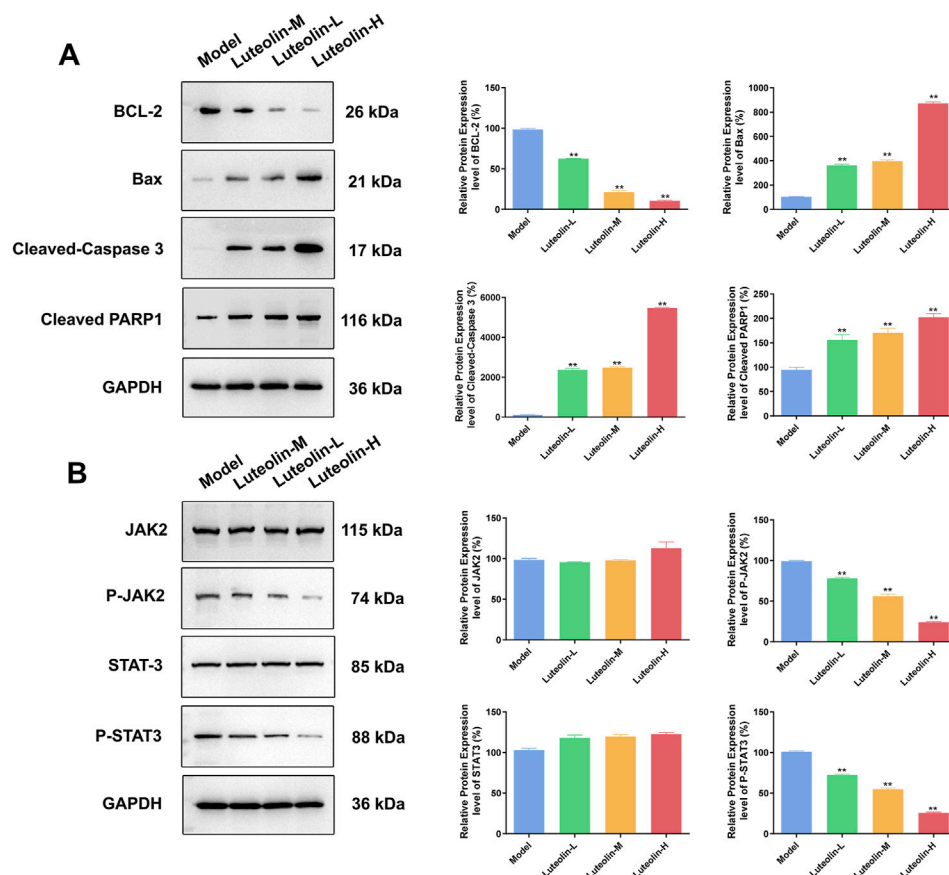 A
Model
Luteolin-M
Luteolin-L
Luteolin-H
BCL-2
26 kDa
Bax
21 kDa
Cleaved-Caspase 3
17 kDa
Cleaved PARP1
116 kDa
GAPDH
36 kDa
Relative Protein Expression
level of BCL-2 (%)
150
100
50
0
Model
Luteolin-L
Luteolin-M
Luteolin-H
**
**
**
Relative Protein Expression
level of Bax (%)
1000
800
600
400
200
0
Model
Luteolin-L
Luteolin-M
Luteolin-H
**
**
**
Relative Protein Expression
level of Cleaved-Caspase 3 (%)
6000
4000
2000
0
Model
Luteolin-L
Luteolin-M
Luteolin-H
**
**
**
Relative Protein Expression
level of Cleaved PARP1 (%)
250
200
150
100
50
0
Model
Luteolin-L
Luteolin-M
Luteolin-H
**
**
**
B
Model
Luteolin-M
Luteolin-L
Luteolin-H
JAK2
115 kDa
P-JAK2
74 kDa
STAT-3
85 kDa
P-STAT3
88 kDa
GAPDH
36 kDa
Relative Protein Expression
level of JAK2 (%)
150
100
50
0
Model
Luteolin-L
Luteolin-M
Luteolin-H
Relative Protein Expression
level of P-JAK2 (%)
150
100
50
0
Model
Luteolin-L
Luteolin-M
Luteolin-H
**
**
**
Relative Protein Expression
level of STAT3 (%)
150
100
50
0
Model
Luteolin-L
Luteolin-M
Luteolin-H
Relative Protein Expression
level of P-STAT3 (%)
150
100
50
0
Model
Luteolin-L
Luteolin-M
Luteolin-H
**
**
**